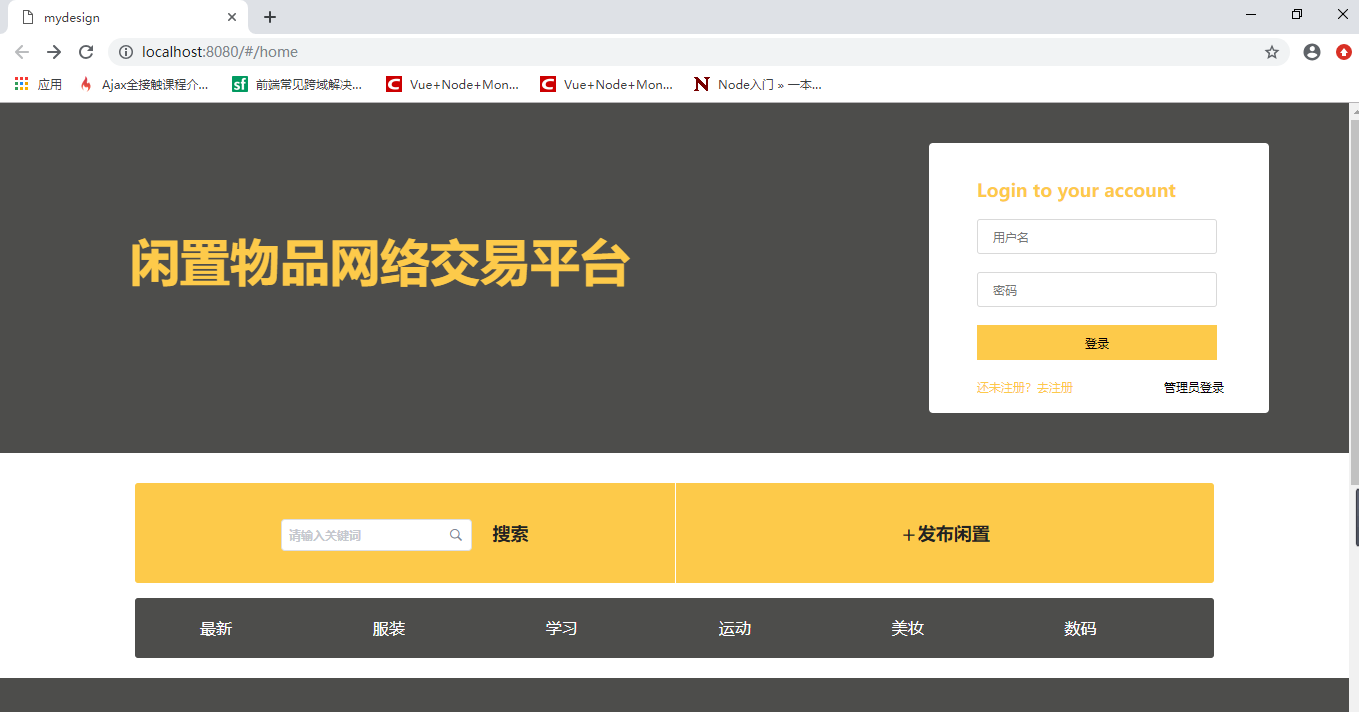 mydesign
localhost:8080/#/home
应用 Ajax全接触课程介... sf 前端常见跨域解决... C Vue+Node+Mon... C Vue+Node+Mon... N Node入门 » 一本...
闲置物品网络交易平台
Login to your account
用户名
密码
登录
还未注册？去注册 管理员登录
请输入关键词 搜索 +发布闲置
最新 服装 学习 运动 美妆 数码